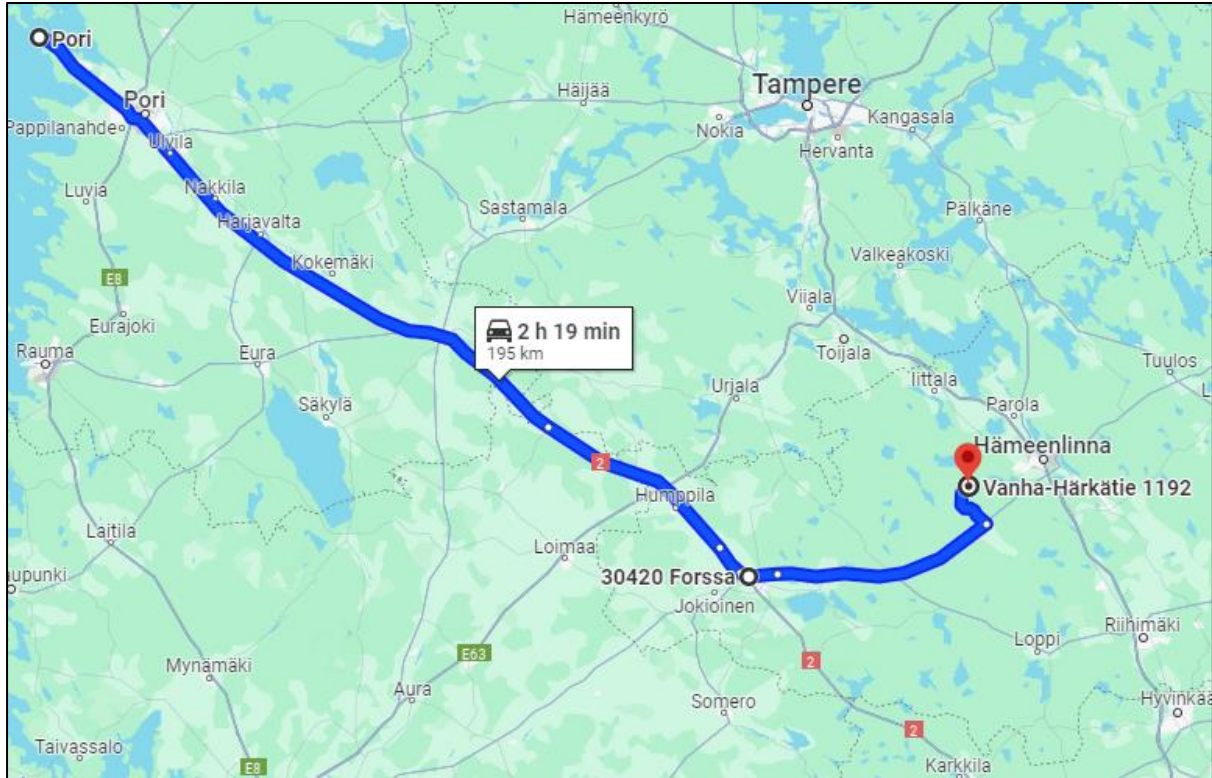 Hämeenkyrö
Pori
Tampere
Häijää
Pori
Kangasala
Pappilanahde
Nokia
Ulvila
Hervanta
Nakkila
Luvia
Sastamala
Pälkäne
Harjavalta
Kokemäki
Valkeakoski
E8
Viiala
Eurajoki
2 h 19 min
195 km
Rauma
Eura
Toijala
Tuulos
Urjala
Iittala
L
Säkylä
Parola
Hämeenlinna
2
Vanha-Härkätie 1192
Humppila
Laitila
Loimaa
30420 Forssa
aupunki
Jokioinen
Riihimäki
Loppi
E63
2
Mynämäki
Aura
Somero
Hyvinkää
2
Taivassalo
E8
Karkkila